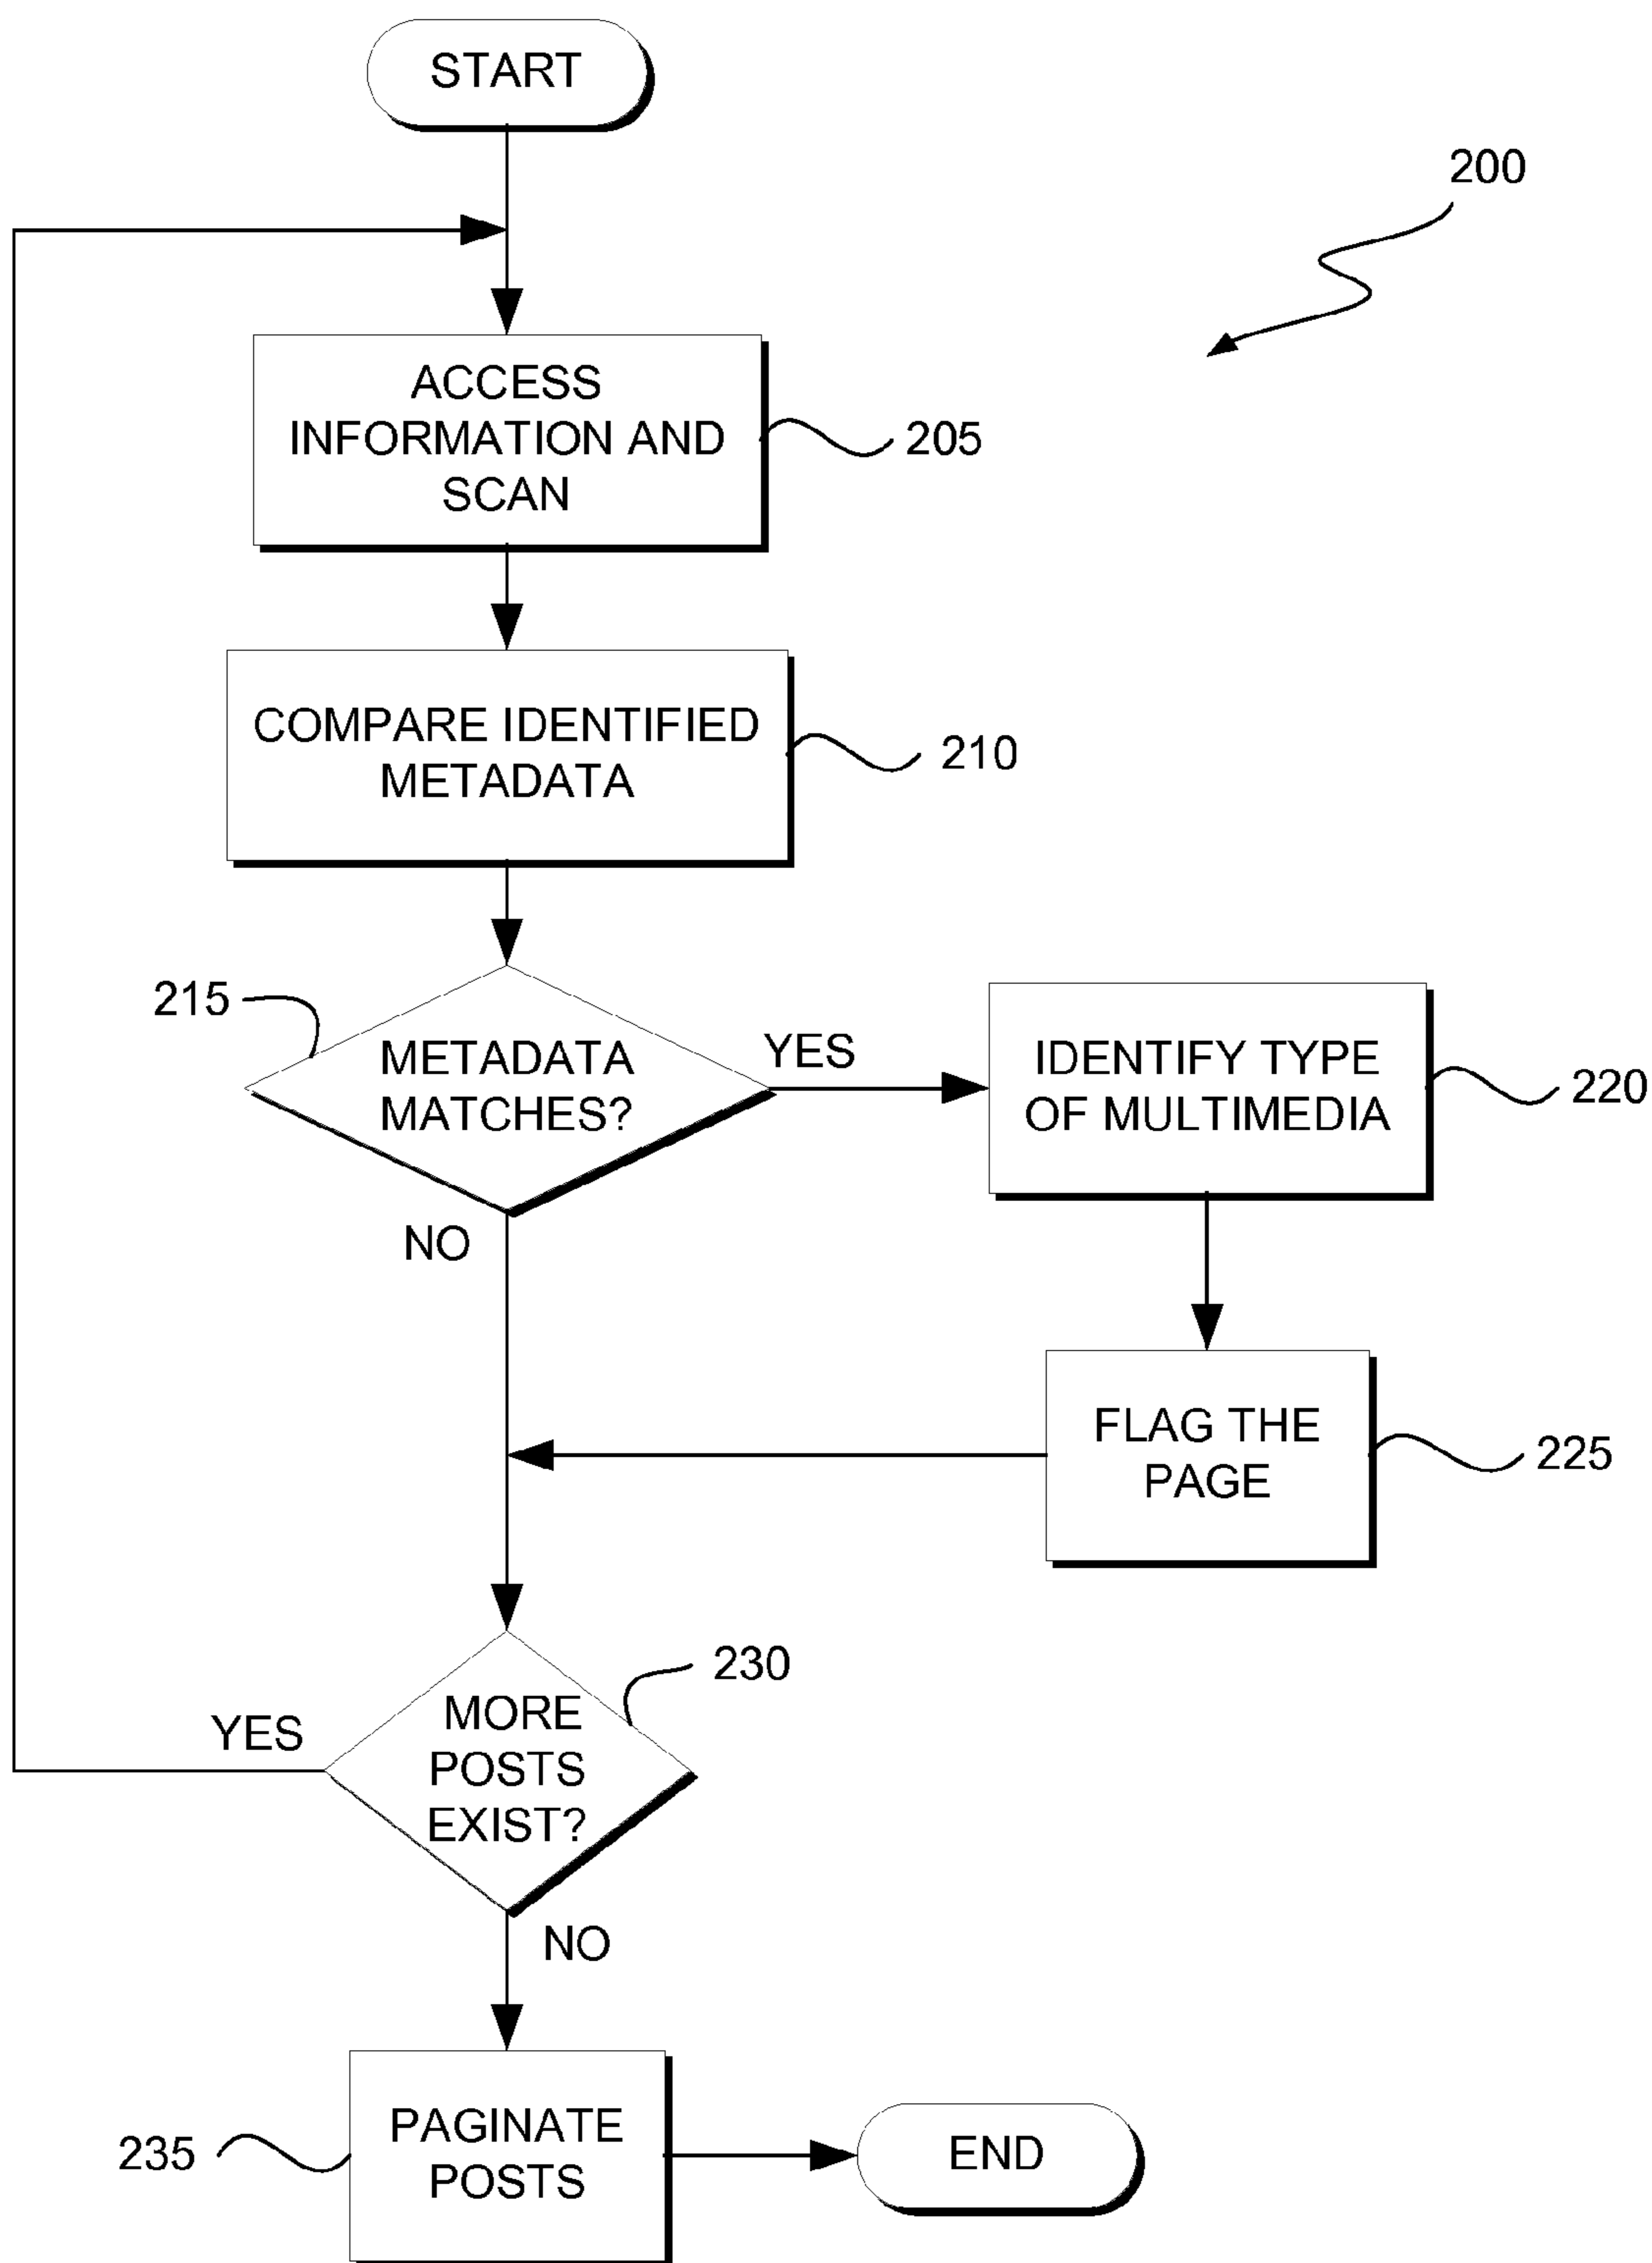 START
200
ACCESS
INFORMATION AND
SCAN
205
COMPARE IDENTIFIED
METADATA
210
215
METADATA
MATCHES?
YES
NO
IDENTIFY TYPE
OF MULTIMEDIA
220
FLAG THE
PAGE
225
230
MORE
POSTS
EXIST?
YES
NO
PAGINATE
POSTS
235
END